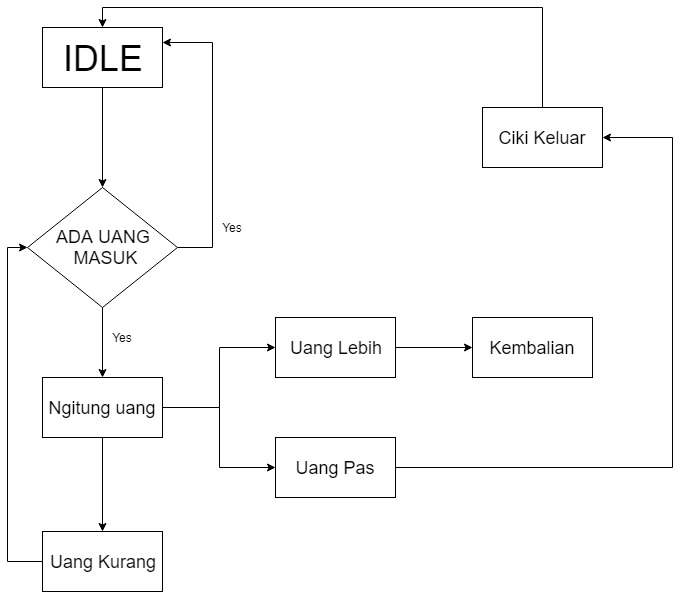 IDLE
Ciki Keluar
ADA UANG
MASUK
Yes
Yes
Uang Lebih
Kembalian
Ngitung uang
Uang Pas
Uang Kurang